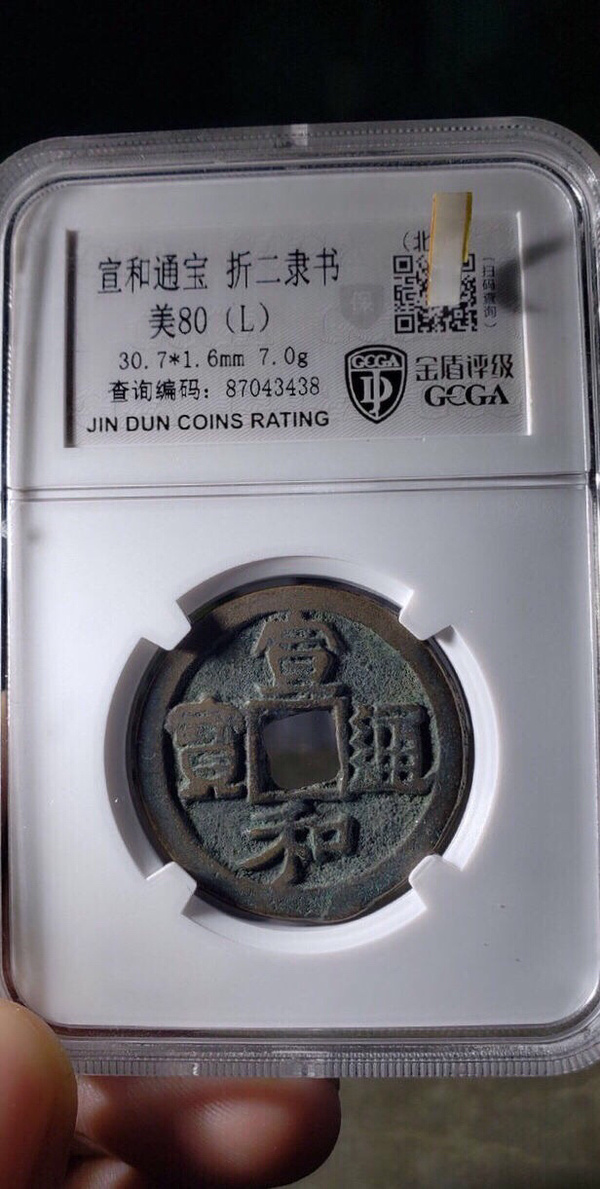 （北
宣和通宝 折二隶书
美80（L）
保
（扫码查询）
30.7*1.6mm 7.0g
查询编码：87043438
JIN DUN COINS RATING
GCGA
金盾评级
GCGA
宣
和
通
寶